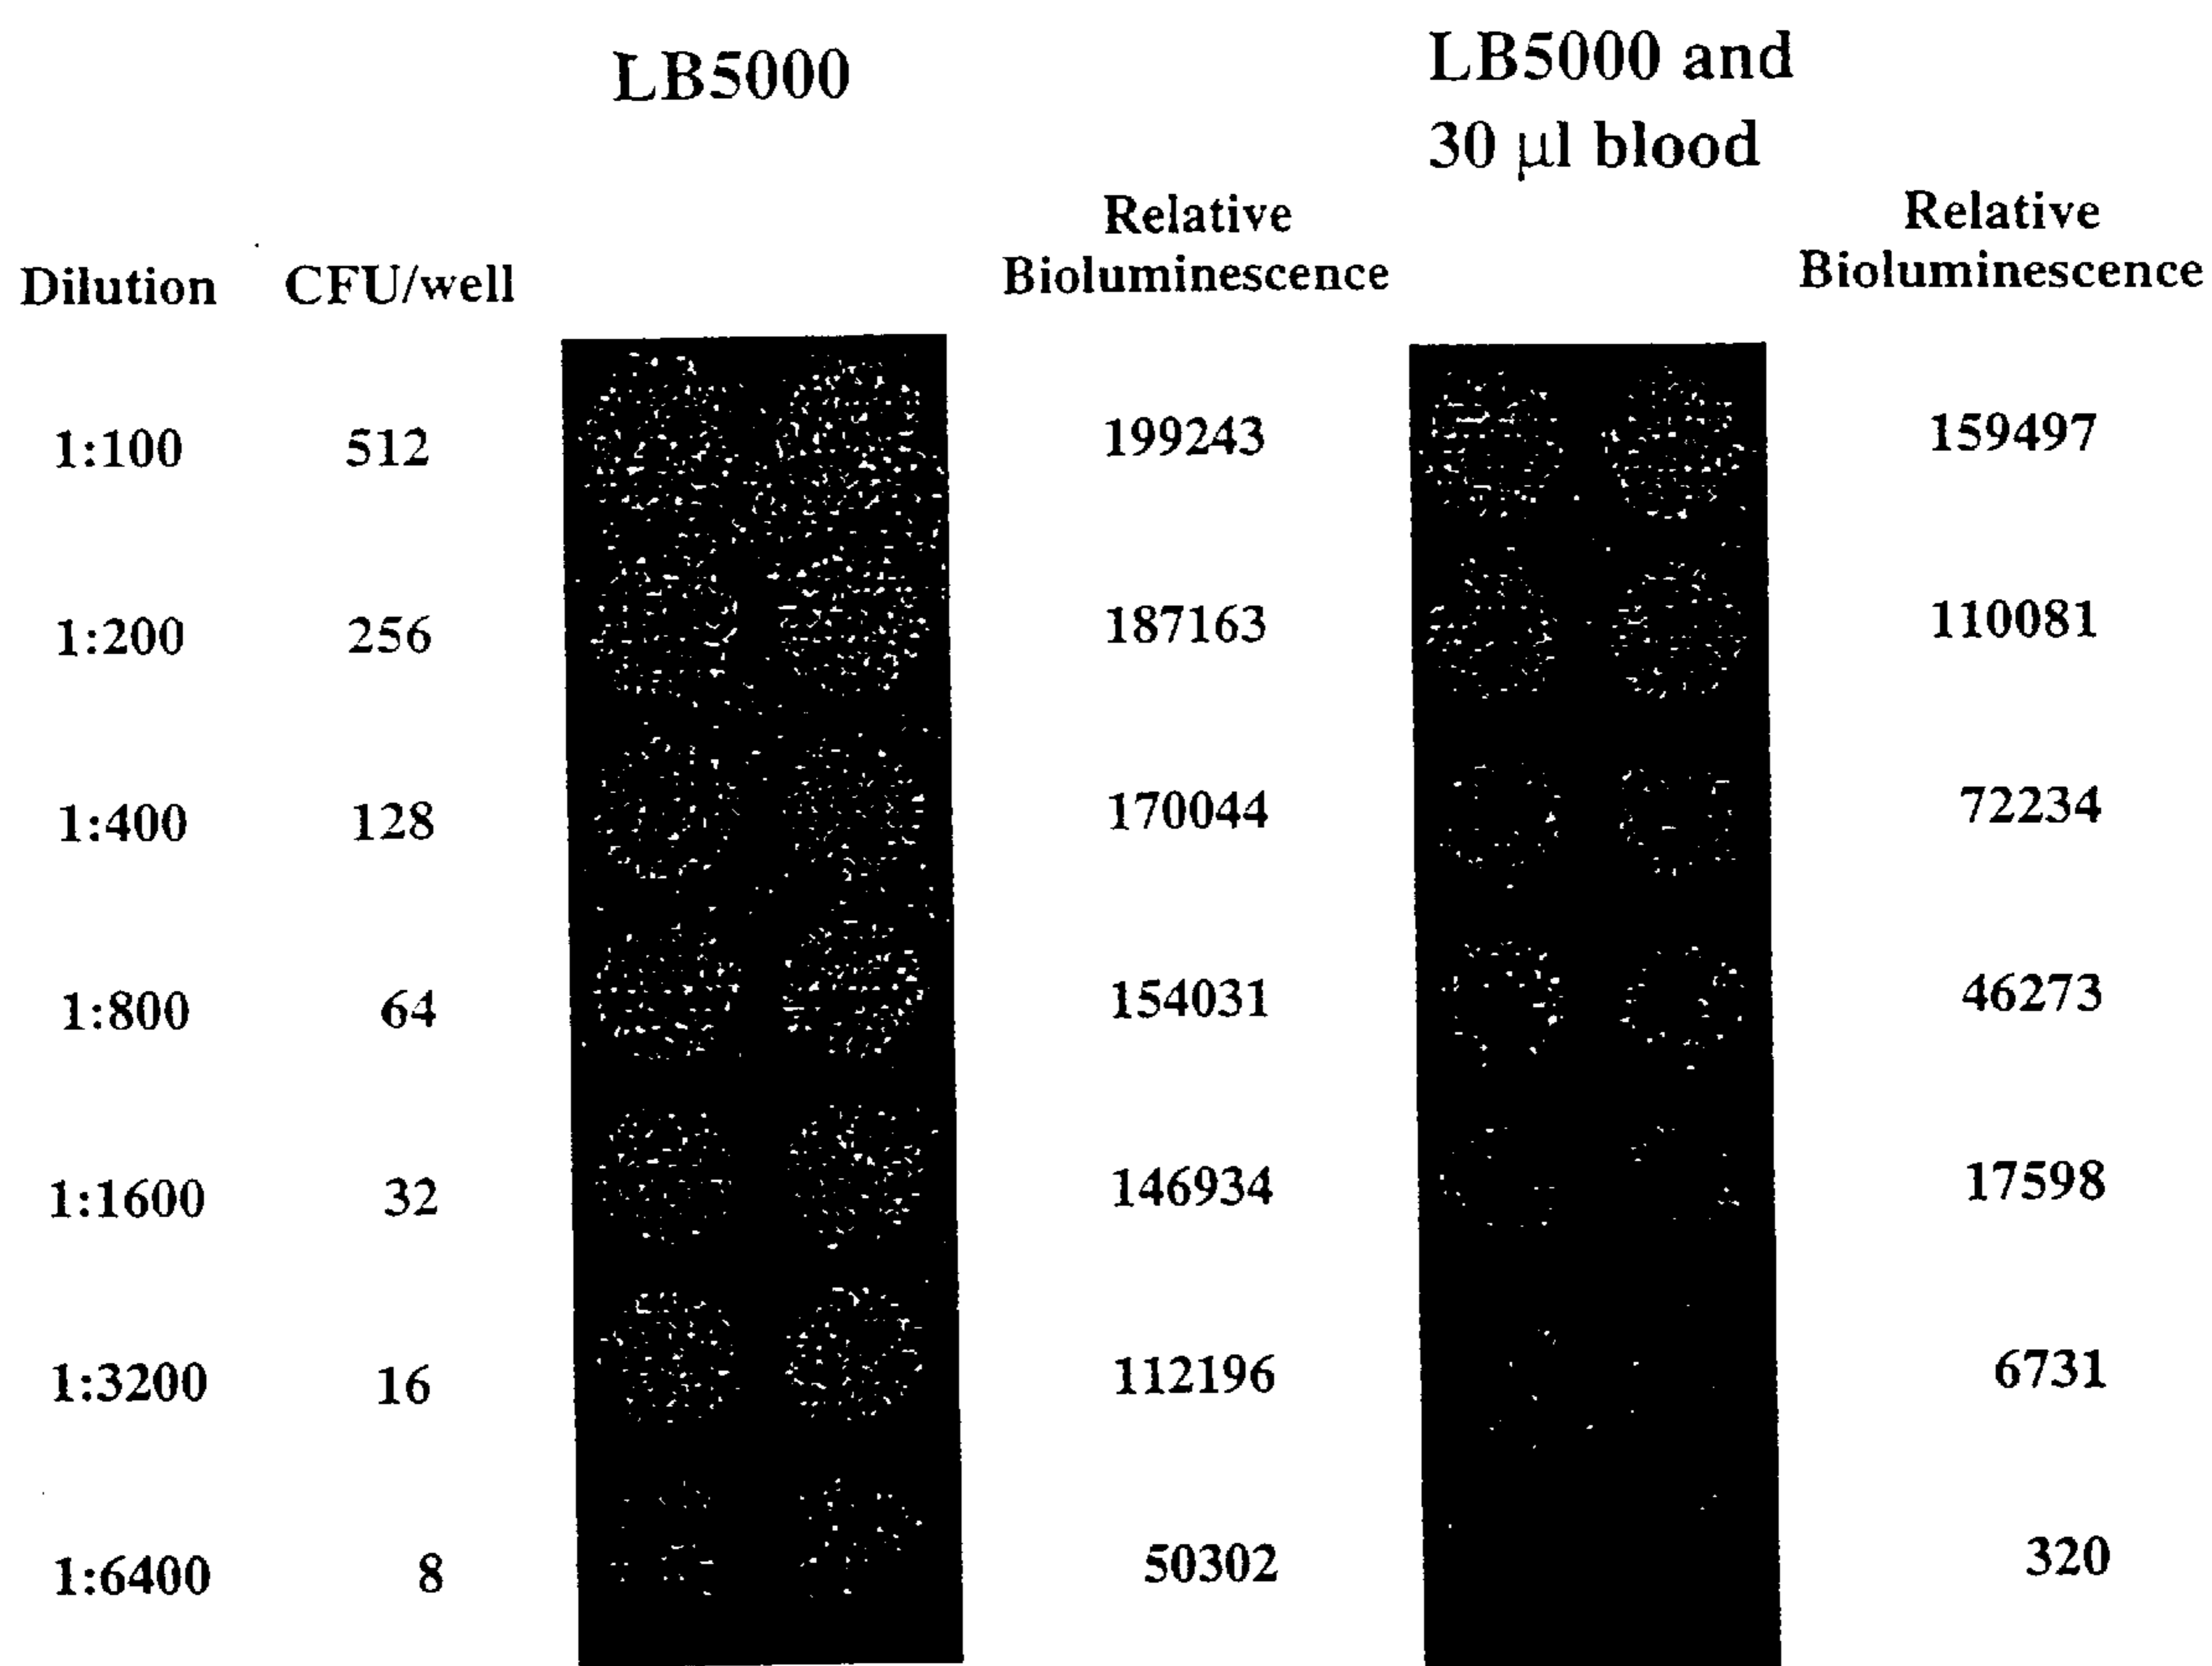 LB5000
LB5000 and
30 µl blood
Relative
Bioluminescence
Relative
Bioluminescence
Dilution CFU/well
1:100 512 199243 159497
1:200 256 187163 110081
1:400 128 170044 72234
1:800 64 154031 46273
1:1600 32 146934 17598
1:3200 16 112196 6731
1:6400 8 50302 320